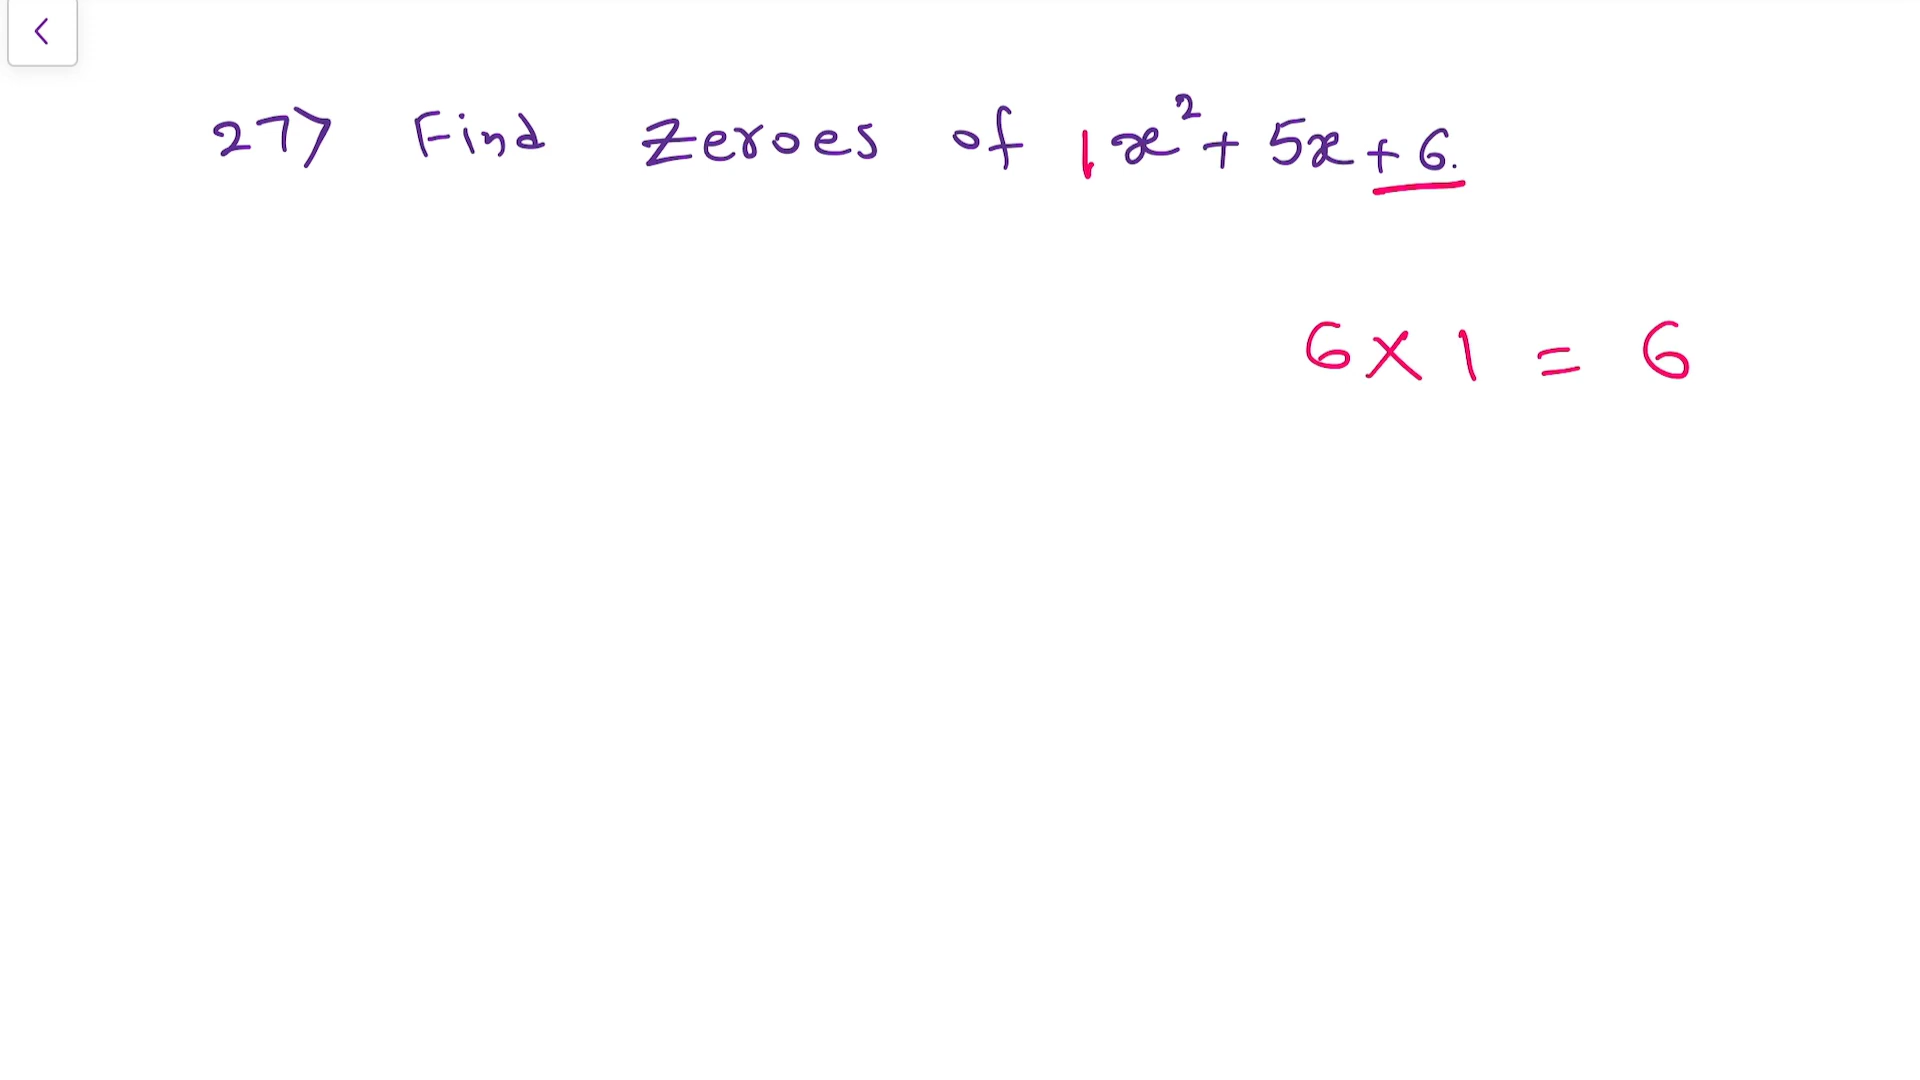 27> Find Zeroes of 1x² + 5x + 6.
6 × 1 = 6